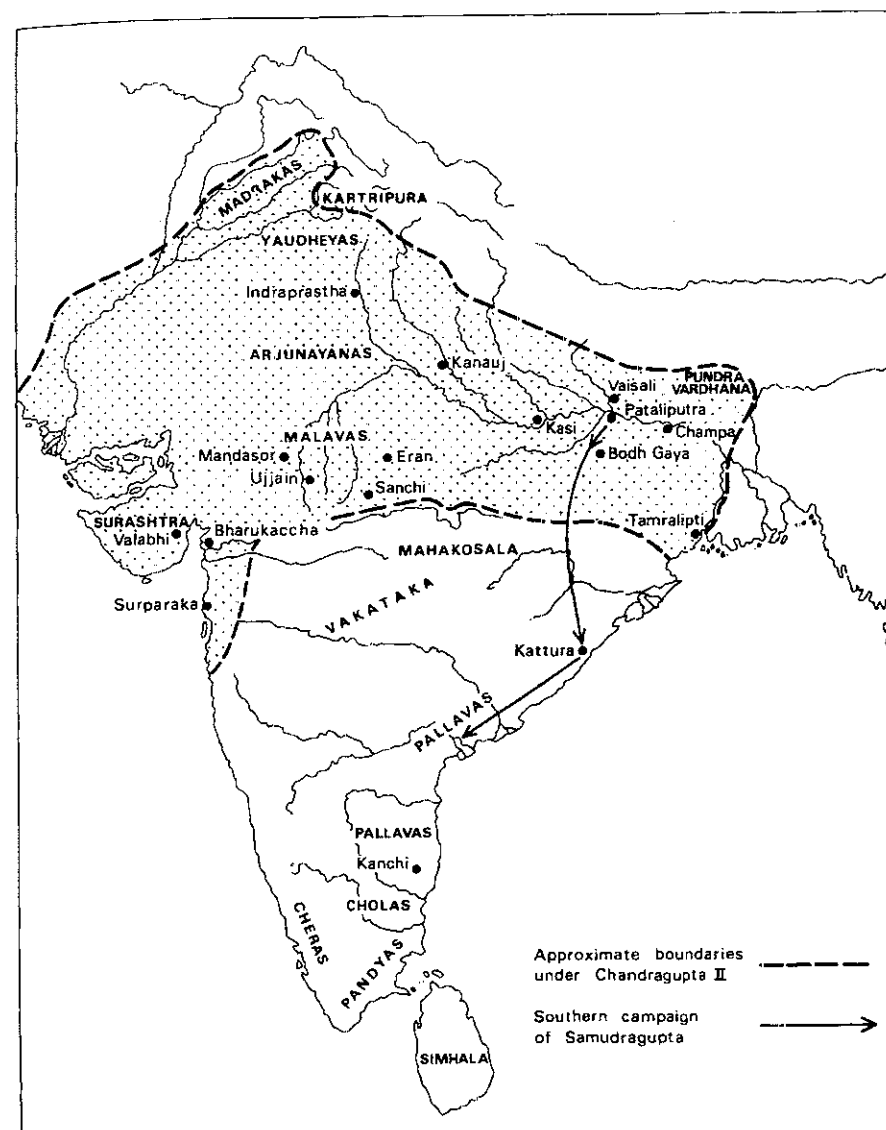 MADRAKAS
KARTRIPURA
YAUDHEYAS
Indraprastha
ARJUNAYANAS
Kanauj
PUNDRA
VARDHANA
Vaisali
Pataliputra
Kasi
Champa
MALAVAS
Mandasor
Eran
Bodh Gaya
Ujjain
Sanchi
SURASHTRA
Valabhi
Bharukaccha
Tamralipti
MAHAKOSALA
Surparaka
VAKATAKA
Kattura
PALLAVAS
PALLAVAS
Kanchi
CHOLAS
CHERAS
PANDYAS
Approximate boundaries
under Chandragupta II
Southern campaign
of Samudragupta
SIMHALA